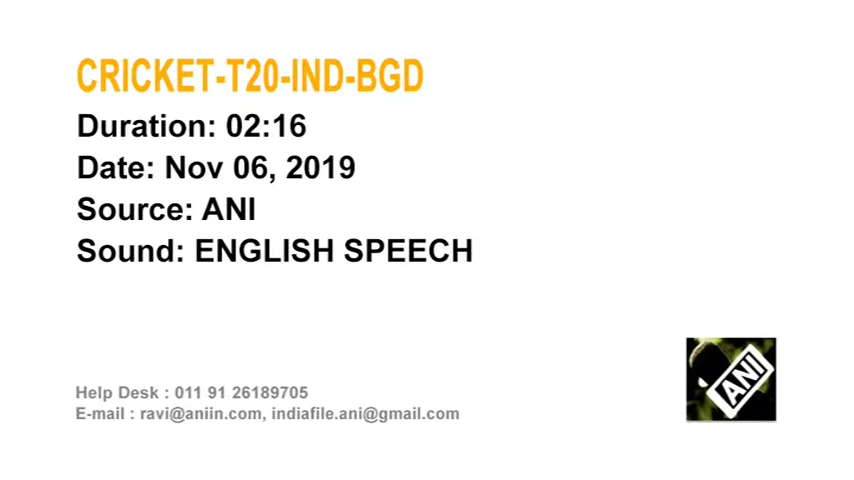 CRICKET-T20-IND-BGD
Duration: 02:16
Date: Nov 06, 2019
Source: ANI
Sound: ENGLISH SPEECH
Help Desk : 011 91 26189705
E-mail : ravi@aniin.com, indiafile.ani@gmail.com
ANI